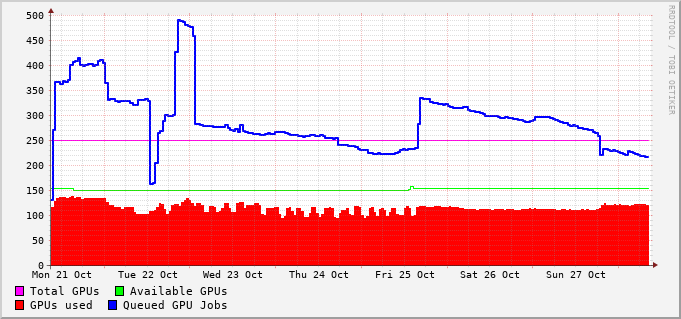 500
450
400
350
300
250
200
150
100
50
0
Mon 21 Oct Tue 22 Oct Wed 23 Oct Thu 24 Oct Fri 25 Oct Sat 26 Oct Sun 27 Oct
Total GPUs Available GPUs
GPUs used Queued GPU Jobs
RRDTOOL / TOBI OETIKER